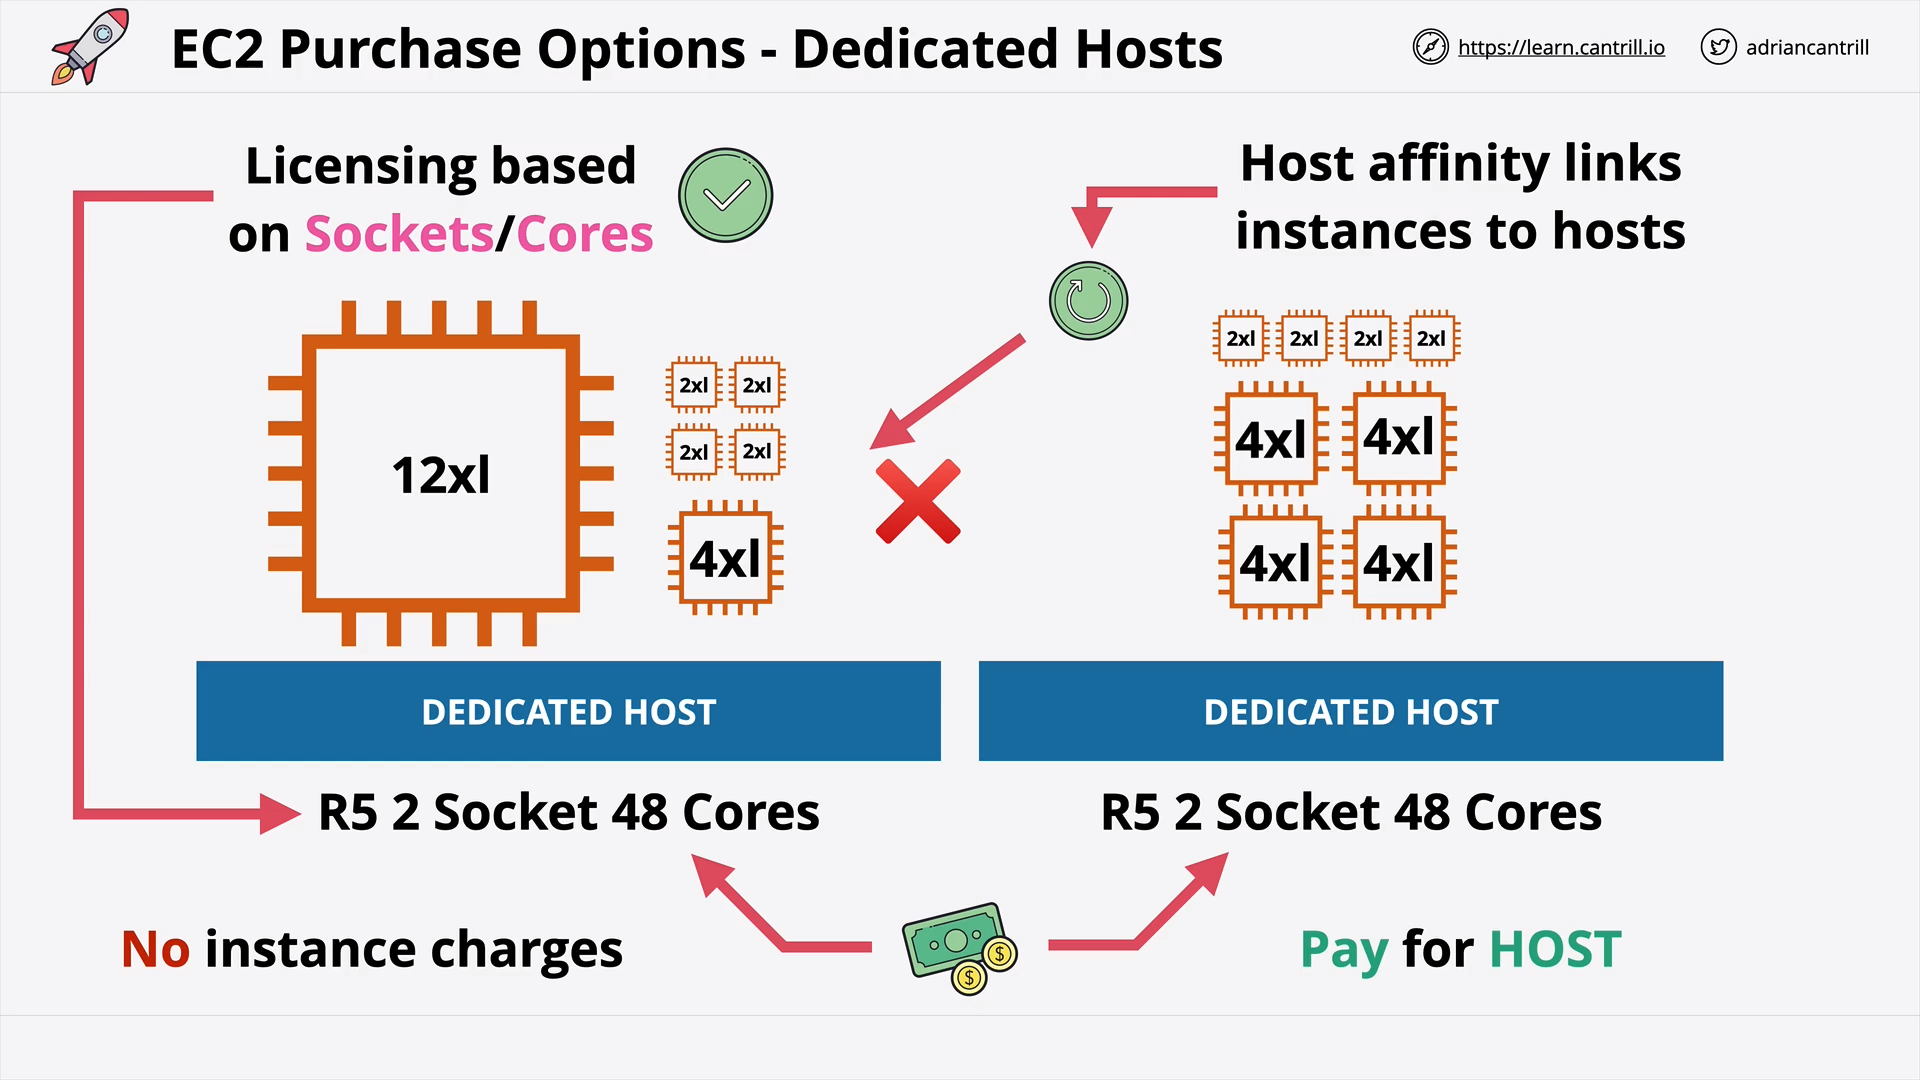 EC2 Purchase Options - Dedicated Hosts
https://learn.cantrill.io
adriancantrill
Licensing based
on Sockets/Cores
Host affinity links
instances to hosts
12xl
2xl 2xl
2xl 2xl
4xl
2xl 2xl 2xl 2xl
4xl 4xl
4xl 4xl
DEDICATED HOST
DEDICATED HOST
R5 2 Socket 48 Cores
R5 2 Socket 48 Cores
No instance charges
Pay for HOST